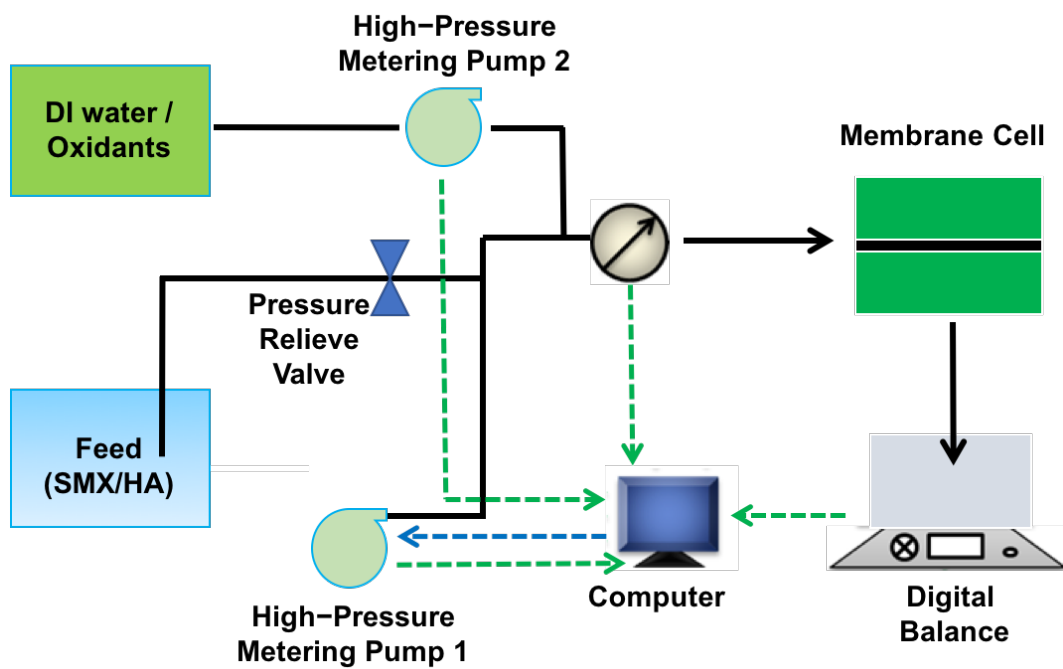 High−Pressure
Metering Pump 2
DI water /
Oxidants
Membrane Cell
Pressure
Relieve
Valve
Feed
(SMX/HA)
Computer
Digital
Balance
High−Pressure
Metering Pump 1